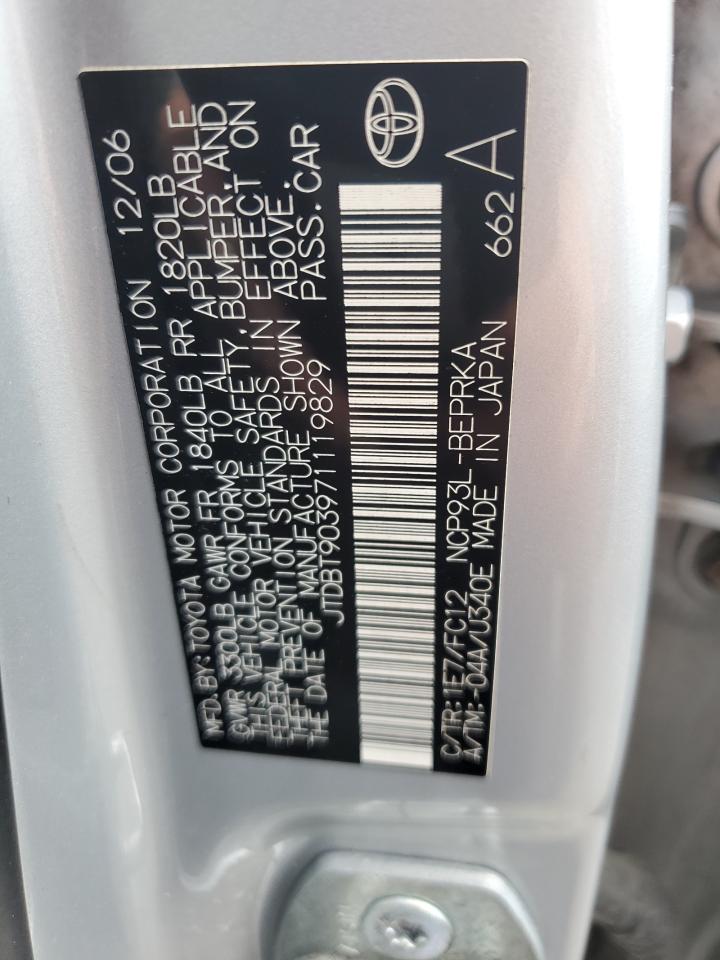 MFD. BY: TOYOTA MOTOR CORPORATION 12/06
GVWR 3300LB GAWR FR 1840LB RR 1820LB
THIS VEHICLE CONFORMS TO ALL APPLICABLE
FEDERAL MOTOR VEHICLE SAFETY, BUMPER, AND
THEFT PREVENTION STANDARDS IN EFFECT ON
THE DATE OF MANUFACTURE SHOWN ABOVE.
JTDBT903971119829 PASS. CAR
C/TR: 1E7/FC12 NCP93L-BEPRKA 662 A
A/TM: -04A/U340E MADE IN JAPAN